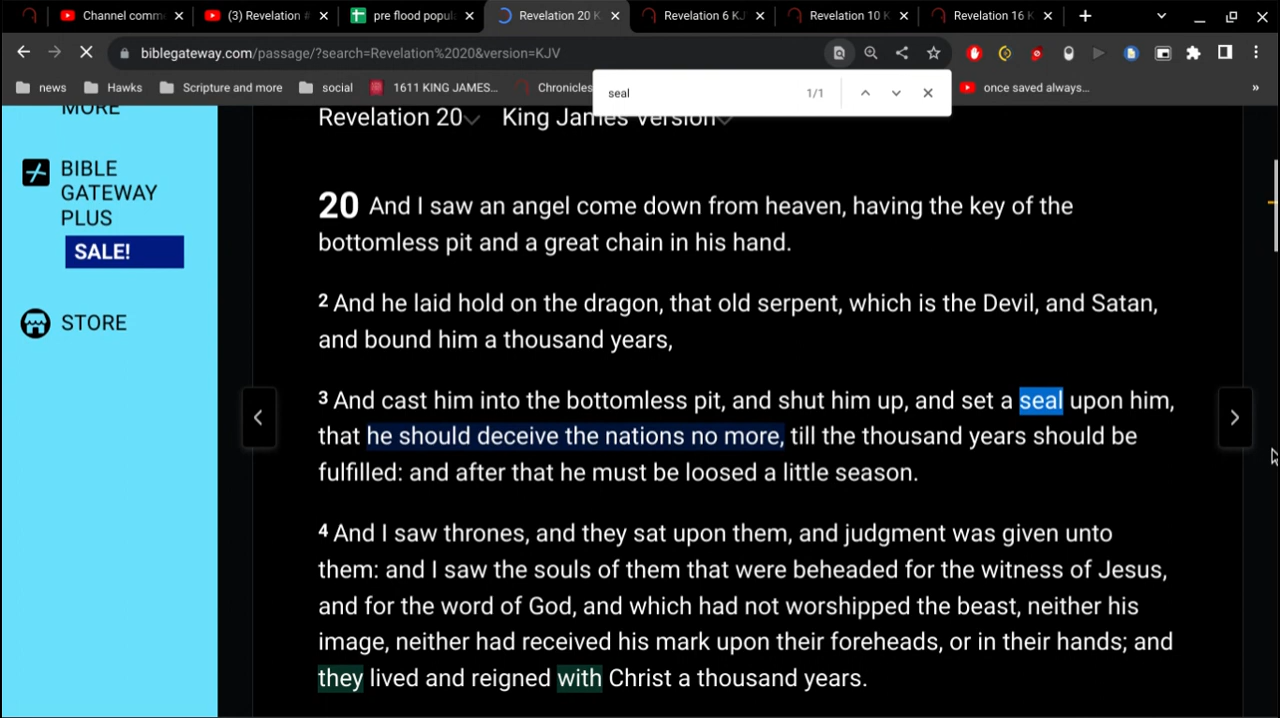 Channel comm
(3) Revelation #
pre flood popul
Revelation 20 K
Revelation 6 KJ
Revelation 10 K
Revelation 16 K
biblegateway.com/passage/?search=Revelation%2020&version=KJV
news
Hawks
Scripture and more
social
1611 KING JAMES...
Chronicles
once saved always...
»
seal
1/1
MORE
BIBLE
GATEWAY
PLUS
SALE!
STORE
Revelation 20 King James Version
20 And I saw an angel come down from heaven, having the key of the
bottomless pit and a great chain in his hand.
2 And he laid hold on the dragon, that old serpent, which is the Devil, and Satan,
and bound him a thousand years,
3 And cast him into the bottomless pit, and shut him up, and set a seal upon him,
that he should deceive the nations no more, till the thousand years should be
fulfilled: and after that he must be loosed a little season.
4 And I saw thrones, and they sat upon them, and judgment was given unto
them: and I saw the souls of them that were beheaded for the witness of Jesus,
and for the word of God, and which had not worshipped the beast, neither his
image, neither had received his mark upon their foreheads, or in their hands; and
they lived and reigned with Christ a thousand years.